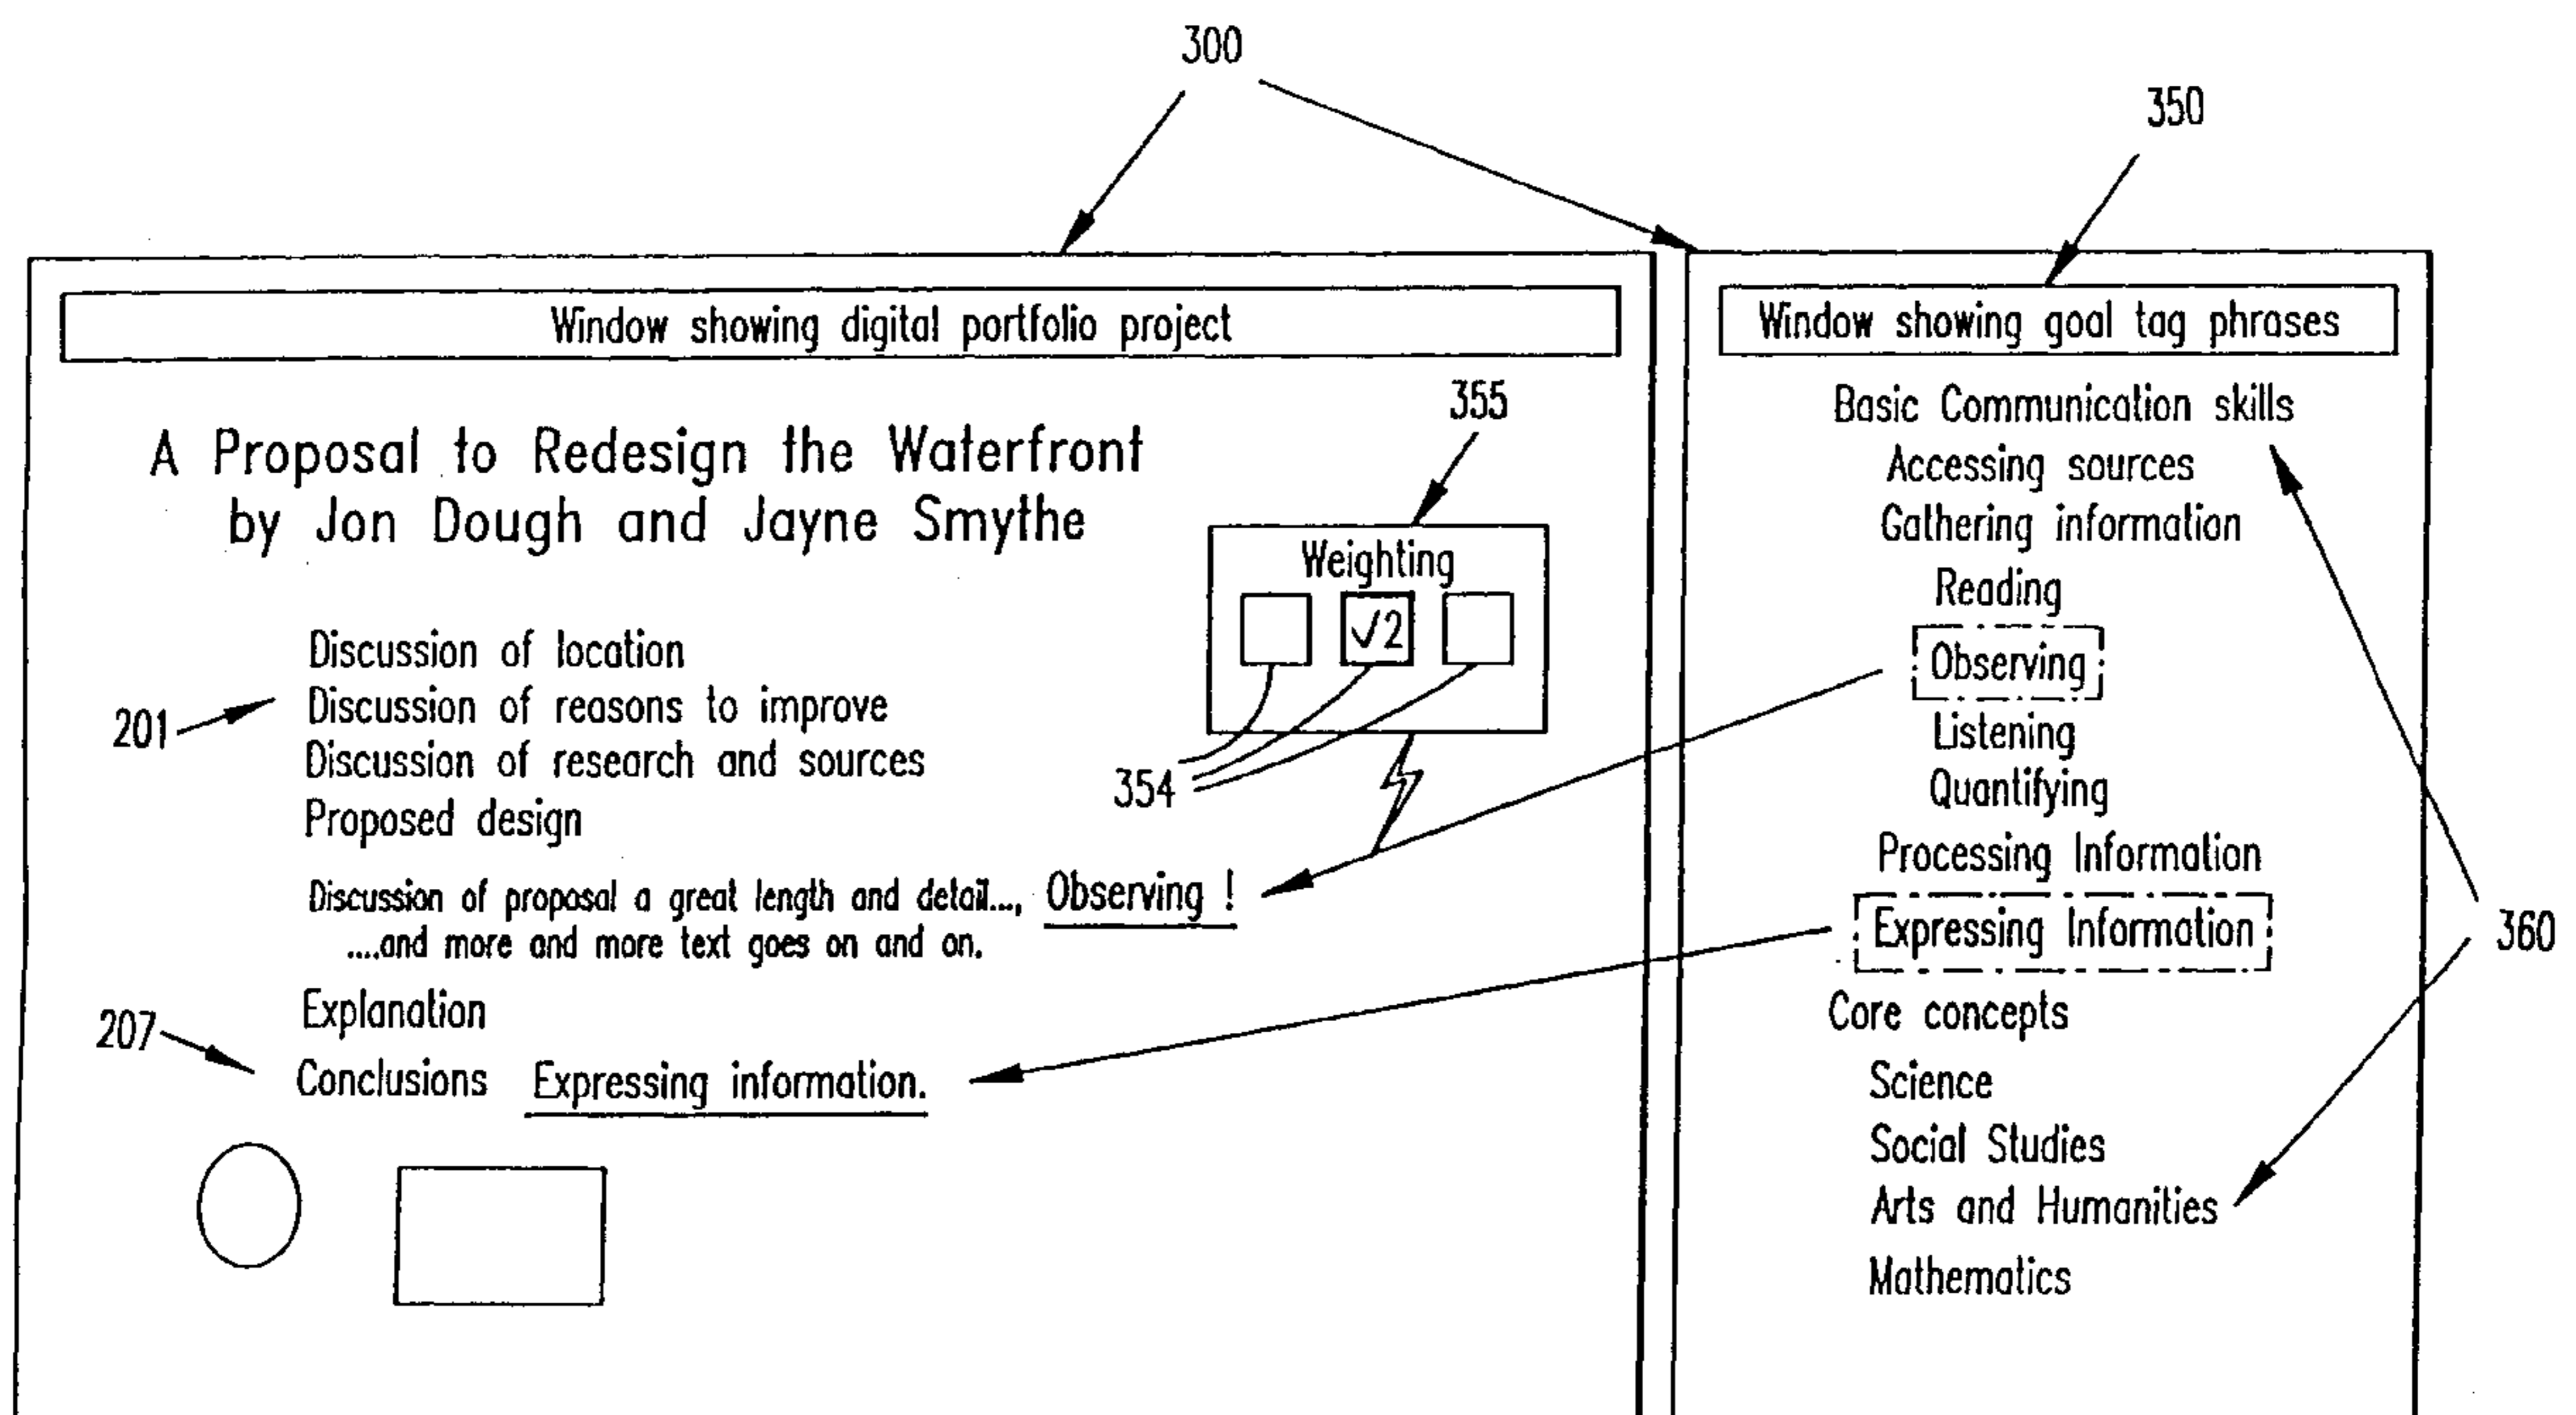 300
350
Window showing digital portfolio project
A Proposal to Redesign the Waterfront
by Jon Dough and Jayne Smythe
355
Weighting
✓2
354
201
Discussion of location
Discussion of reasons to improve
Discussion of research and sources
Proposed design
Discussion of proposal a great length and detail..., Observing !
....and more and more text goes on and on.
Explanation
207
Conclusions Expressing information.
Window showing goal tag phrases
Basic Communication skills
Accessing sources
Gathering information
Reading
Observing
Listening
Quantifying
Processing Information
Expressing Information
360
Core concepts
Science
Social Studies
Arts and Humanities
Mathematics